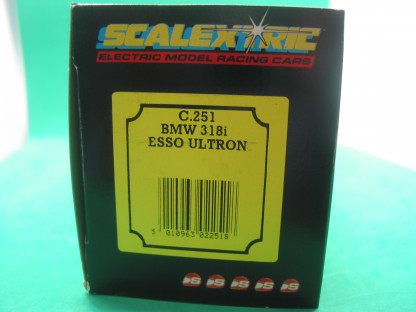 SCALEXTRIC
ELECTRIC MODEL RACING CARS
C.251
BMW 318i
ESSO ULTRON
5 010963 022518